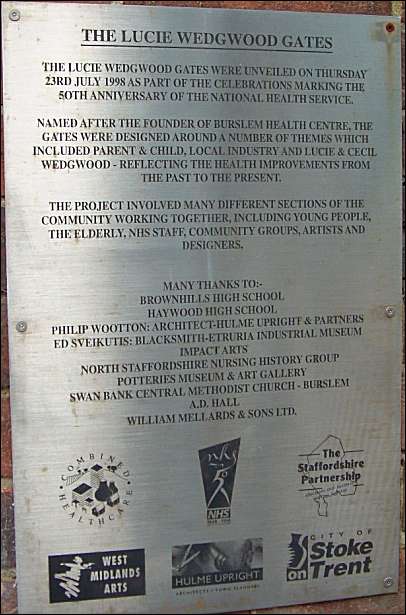 THE LUCIE WEDGWOOD GATES
THE LUCIE WEDGWOOD GATES WERE UNVEILED ON THURSDAY
23RD JULY 1998 AS PART OF THE CELEBRATIONS MARKING THE
50TH ANNIVERSARY OF THE NATIONAL HEALTH SERVICE.
NAMED AFTER THE FOUNDER OF BURSLEM HEALTH CENTRE, THE
GATES WERE DESIGNED AROUND A NUMBER OF THEMES WHICH
INCLUDED PARENT & CHILD, LOCAL INDUSTRY AND LUCIE & CECIL
WEDGWOOD - REFLECTING THE HEALTH IMPROVEMENTS FROM
THE PAST TO THE PRESENT.
THE PROJECT INVOLVED MANY DIFFERENT SECTIONS OF THE
COMMUNITY WORKING TOGETHER, INCLUDING YOUNG PEOPLE,
THE ELDERLY, NHS STAFF, COMMUNITY GROUPS, ARTISTS AND
DESIGNERS.
MANY THANKS TO:-
BROWNHILLS HIGH SCHOOL
HAYWOOD HIGH SCHOOL
PHILIP WOOTTON: ARCHITECT-HULME UPRIGHT & PARTNERS
ED SVEIKUTIS: BLACKSMITH-ETRURIA INDUSTRIAL MUSEUM
IMPACT ARTS
NORTH STAFFORDSHIRE NURSING HISTORY GROUP
POTTERIES MUSEUM & ART GALLERY
SWAN BANK CENTRAL METHODIST CHURCH - BURSLEM
A.D. HALL
WILLIAM MELLARDS & SONS LTD.
COMBINED
HEALTHCARE
nhs
50
NHS
1948 - 1998
The
Staffordshire
Partnership
WEST
MIDLANDS
ARTS
HULME UPRIGHT
ARCHITECTS · TOWN PLANNERS
CITY OF
Stoke
on Trent